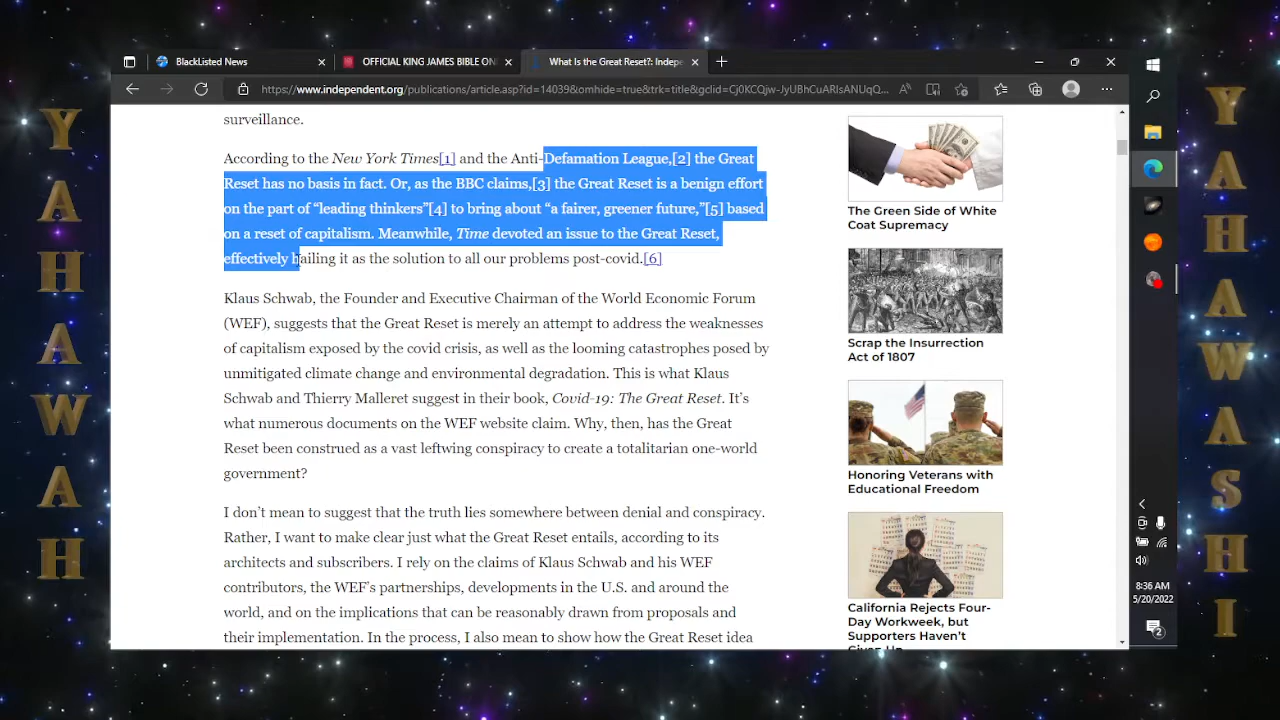 YAHAWAH
BlackListed News
OFFICIAL KING JAMES BIBLE ON
What Is the Great Reset?: Indepe
https://www.independent.org/publications/article.asp?id=14039&omhide=true&trk=title&gclid=Cj0KCQjw-JyUBhCuARIsANUqQ...
surveillance.
According to the New York Times[1] and the Anti-Defamation League,[2] the Great
Reset has no basis in fact. Or, as the BBC claims,[3] the Great Reset is a benign effort
on the part of “leading thinkers”[4] to bring about “a fairer, greener future,”[5] based
on a reset of capitalism. Meanwhile, Time devoted an issue to the Great Reset,
effectively hailing it as the solution to all our problems post-covid.[6]
Klaus Schwab, the Founder and Executive Chairman of the World Economic Forum
(WEF), suggests that the Great Reset is merely an attempt to address the weaknesses
of capitalism exposed by the covid crisis, as well as the looming catastrophes posed by
unmitigated climate change and environmental degradation. This is what Klaus
Schwab and Thierry Malleret suggest in their book, Covid-19: The Great Reset. It’s
what numerous documents on the WEF website claim. Why, then, has the Great
Reset been construed as a vast leftwing conspiracy to create a totalitarian one-world
government?
I don’t mean to suggest that the truth lies somewhere between denial and conspiracy.
Rather, I want to make clear just what the Great Reset entails, according to its
architects and subscribers. I rely on the claims of Klaus Schwab and his WEF
contributors, the WEF’s partnerships, developments in the U.S. and around the
world, and on the implications that can be reasonably drawn from proposals and
their implementation. In the process, I also mean to show how the Great Reset idea
The Green Side of White
Coat Supremacy
Scrap the Insurrection
Act of 1807
Honoring Veterans with
Educational Freedom
California Rejects Four-
Day Workweek, but
Supporters Haven’t
Given Up
8:36 AM
5/20/2022
2
YAHAWASHI